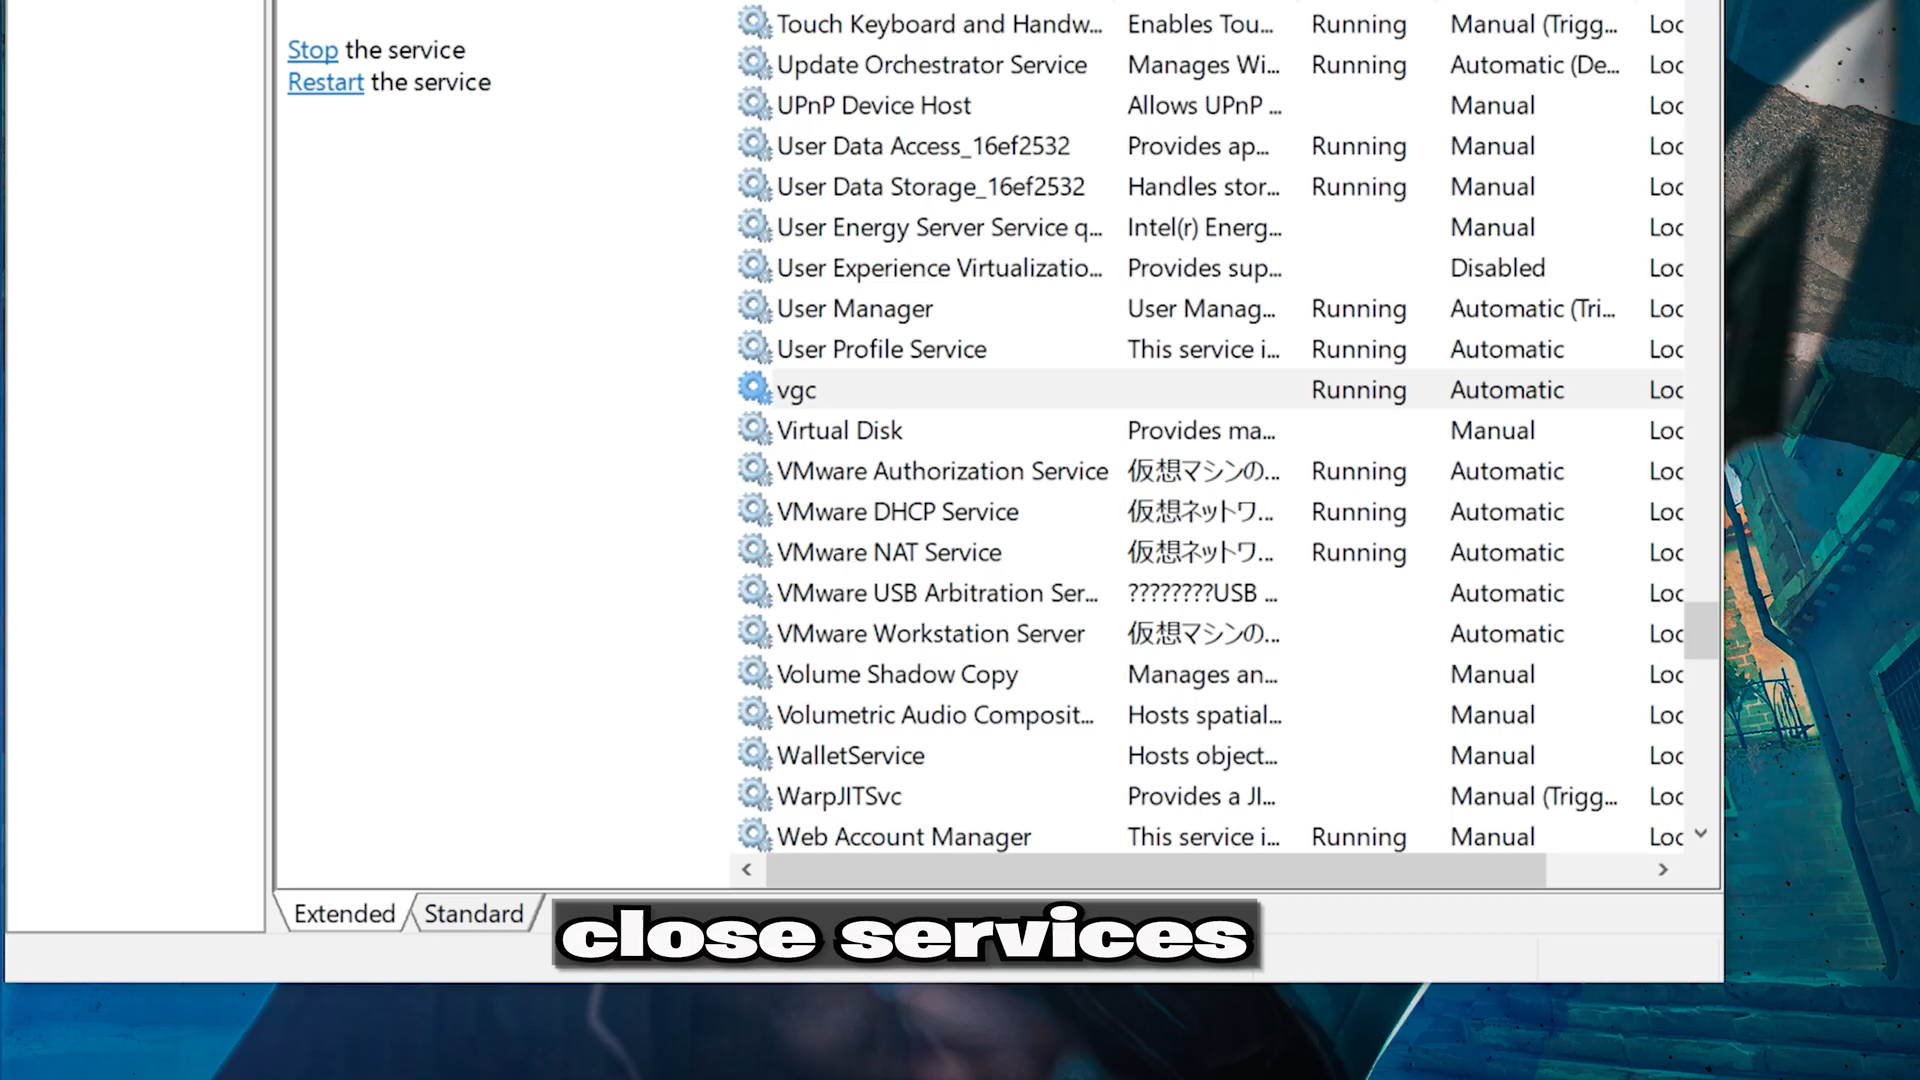 Stop the service
Restart the service
Touch Keyboard and Handw... Enables Tou... Running Manual (Trigg... Loc
Update Orchestrator Service Manages Wi... Running Automatic (De... Loc
UPnP Device Host Allows UPnP ... Manual Loc
User Data Access_16ef2532 Provides ap... Running Manual Loc
User Data Storage_16ef2532 Handles stor... Running Manual Loc
User Energy Server Service q... Intel(r) Energ... Manual Loc
User Experience Virtualizatio... Provides sup... Disabled Loc
User Manager User Manag... Running Automatic (Tri... Loc
User Profile Service This service i... Running Automatic Loc
vgc Running Automatic Loc
Virtual Disk Provides ma... Manual Loc
VMware Authorization Service 仮想マシンの... Running Automatic Loc
VMware DHCP Service 仮想ネットワ... Running Automatic Loc
VMware NAT Service 仮想ネットワ... Running Automatic Loc
VMware USB Arbitration Ser... ????????USB ... Automatic Loc
VMware Workstation Server 仮想マシンの... Automatic Loc
Volume Shadow Copy Manages an... Manual Loc
Volumetric Audio Composit... Hosts spatial... Manual Loc
WalletService Hosts object... Manual Loc
WarpJITSvc Provides a JI... Manual (Trigg... Loc
Web Account Manager This service i... Running Manual Loc
Extended Standard
close services